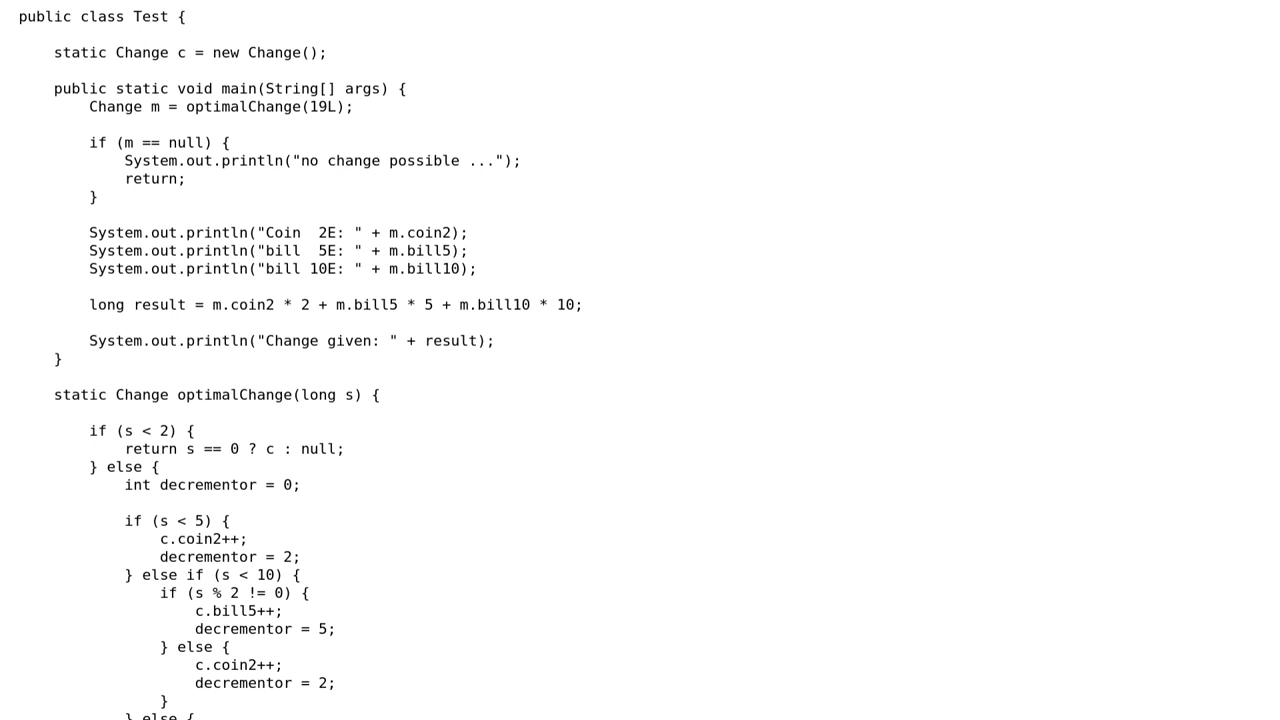 public class Test {
static Change c = new Change();
public static void main(String[] args) {
Change m = optimalChange(19L);
if (m == null) {
System.out.println("no change possible ...");
return;
}
System.out.println("Coin  2E: " + m.coin2);
System.out.println("bill  5E: " + m.bill5);
System.out.println("bill 10E: " + m.bill10);
long result = m.coin2 * 2 + m.bill5 * 5 + m.bill10 * 10;
System.out.println("Change given: " + result);
}
static Change optimalChange(long s) {
if (s < 2) {
return s == 0 ? c : null;
} else {
int decrementor = 0;
if (s < 5) {
c.coin2++;
decrementor = 2;
} else if (s < 10) {
if (s % 2 != 0) {
c.bill5++;
decrementor = 5;
} else {
c.coin2++;
decrementor = 2;
}
} else {